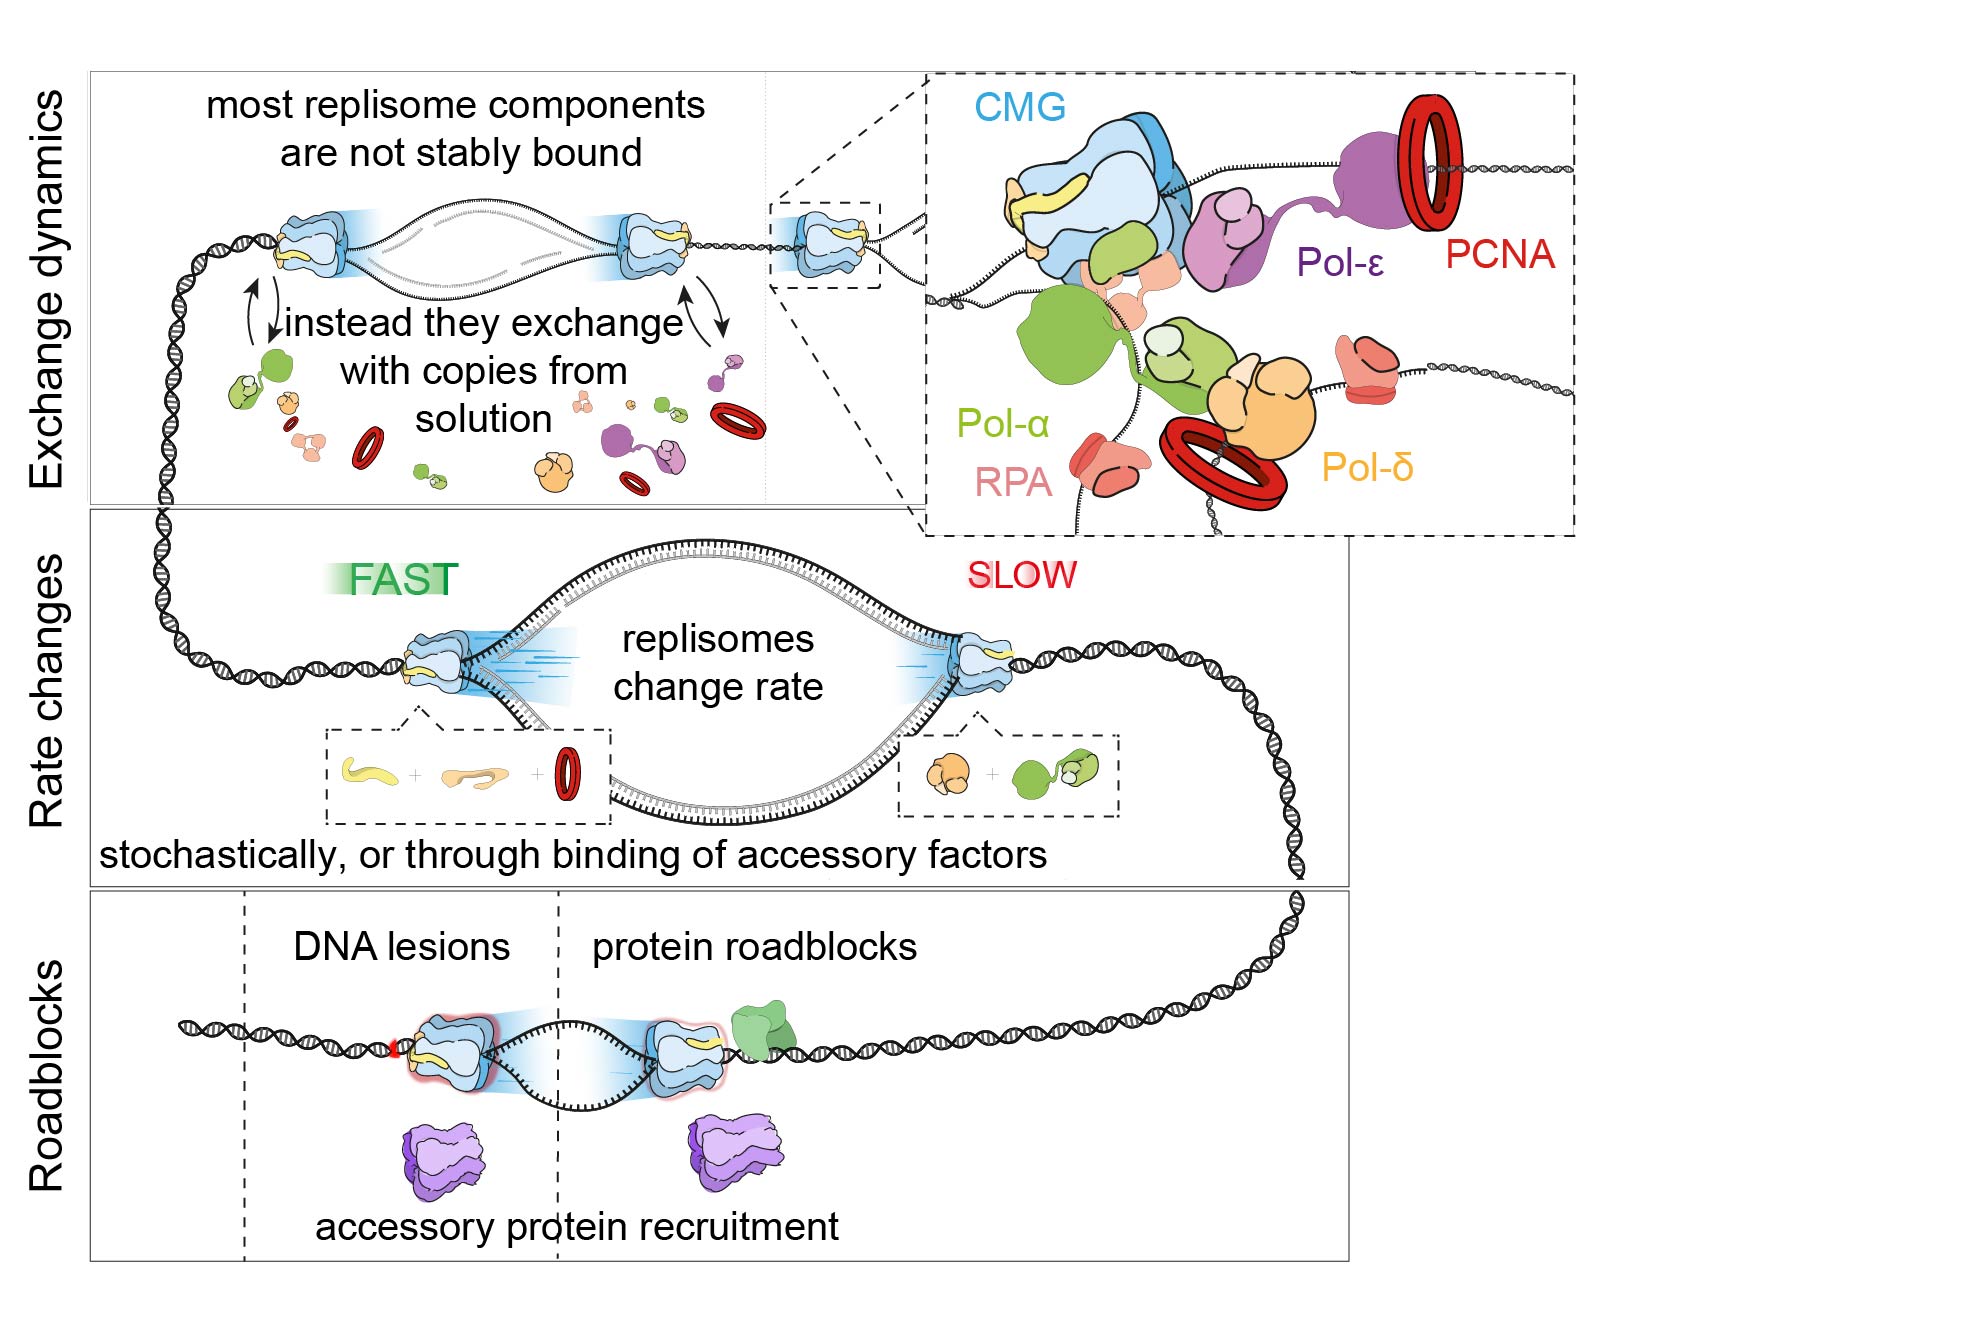 Exchange dynamics
most replisome components
are not stably bound
instead they exchange
with copies from
solution
CMG
Pol-ε
PCNA
Pol-α
RPA
Pol-δ
Rate changes
FAST
SLOW
replisomes
change rate
+
+
+
stochastically, or through binding of accessory factors
Roadblocks
DNA lesions
protein roadblocks
accessory protein recruitment